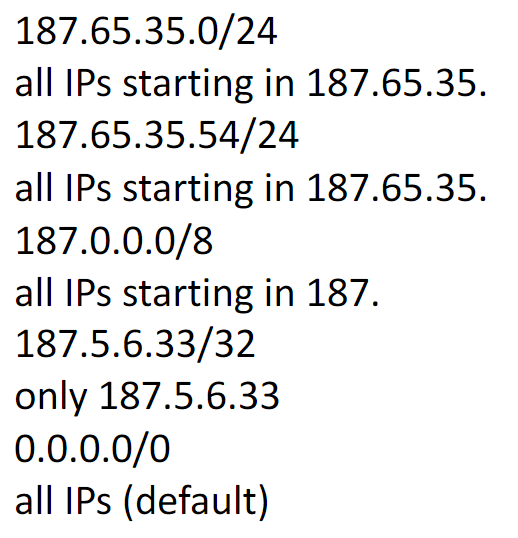 187.65.35.0/24
all IPs starting in 187.65.35.
187.65.35.54/24
all IPs starting in 187.65.35.
187.0.0.0/8
all IPs starting in 187.
187.5.6.33/32
only 187.5.6.33
0.0.0.0/0
all IPs (default)